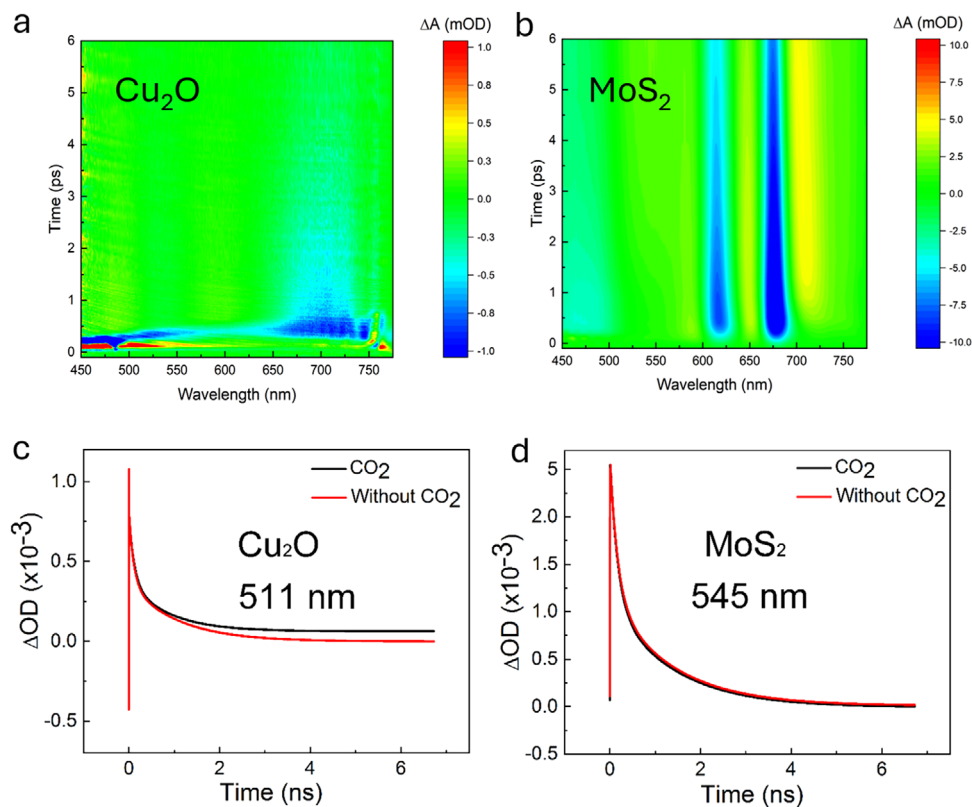 a
ΔA (mOD)
Cu₂O
6
5
4
3
2
1
0
Time (ps)
450 500 550 600 650 700 750
Wavelength (nm)
1.0
0.8
0.5
0.3
0.0
-0.3
-0.5
-0.8
-1.0
b
ΔA (mOD)
MoS₂
6
5
4
3
2
1
0
Time (ps)
450 500 550 600 650 700 750
Wavelength (nm)
10.0
7.5
5.0
2.5
0.0
-2.5
-5.0
-7.5
-10.0
c
CO₂
Without CO₂
Cu₂O
511 nm
1.0
0.5
0.0
-0.5
ΔOD (x10⁻³)
0 2 4 6
Time (ns)
d
CO₂
Without CO₂
MoS₂
545 nm
5
2.0
1.0
0.5
0.0
-0.5
ΔOD (x10⁻³)
0 2 4 6
Time (ns)